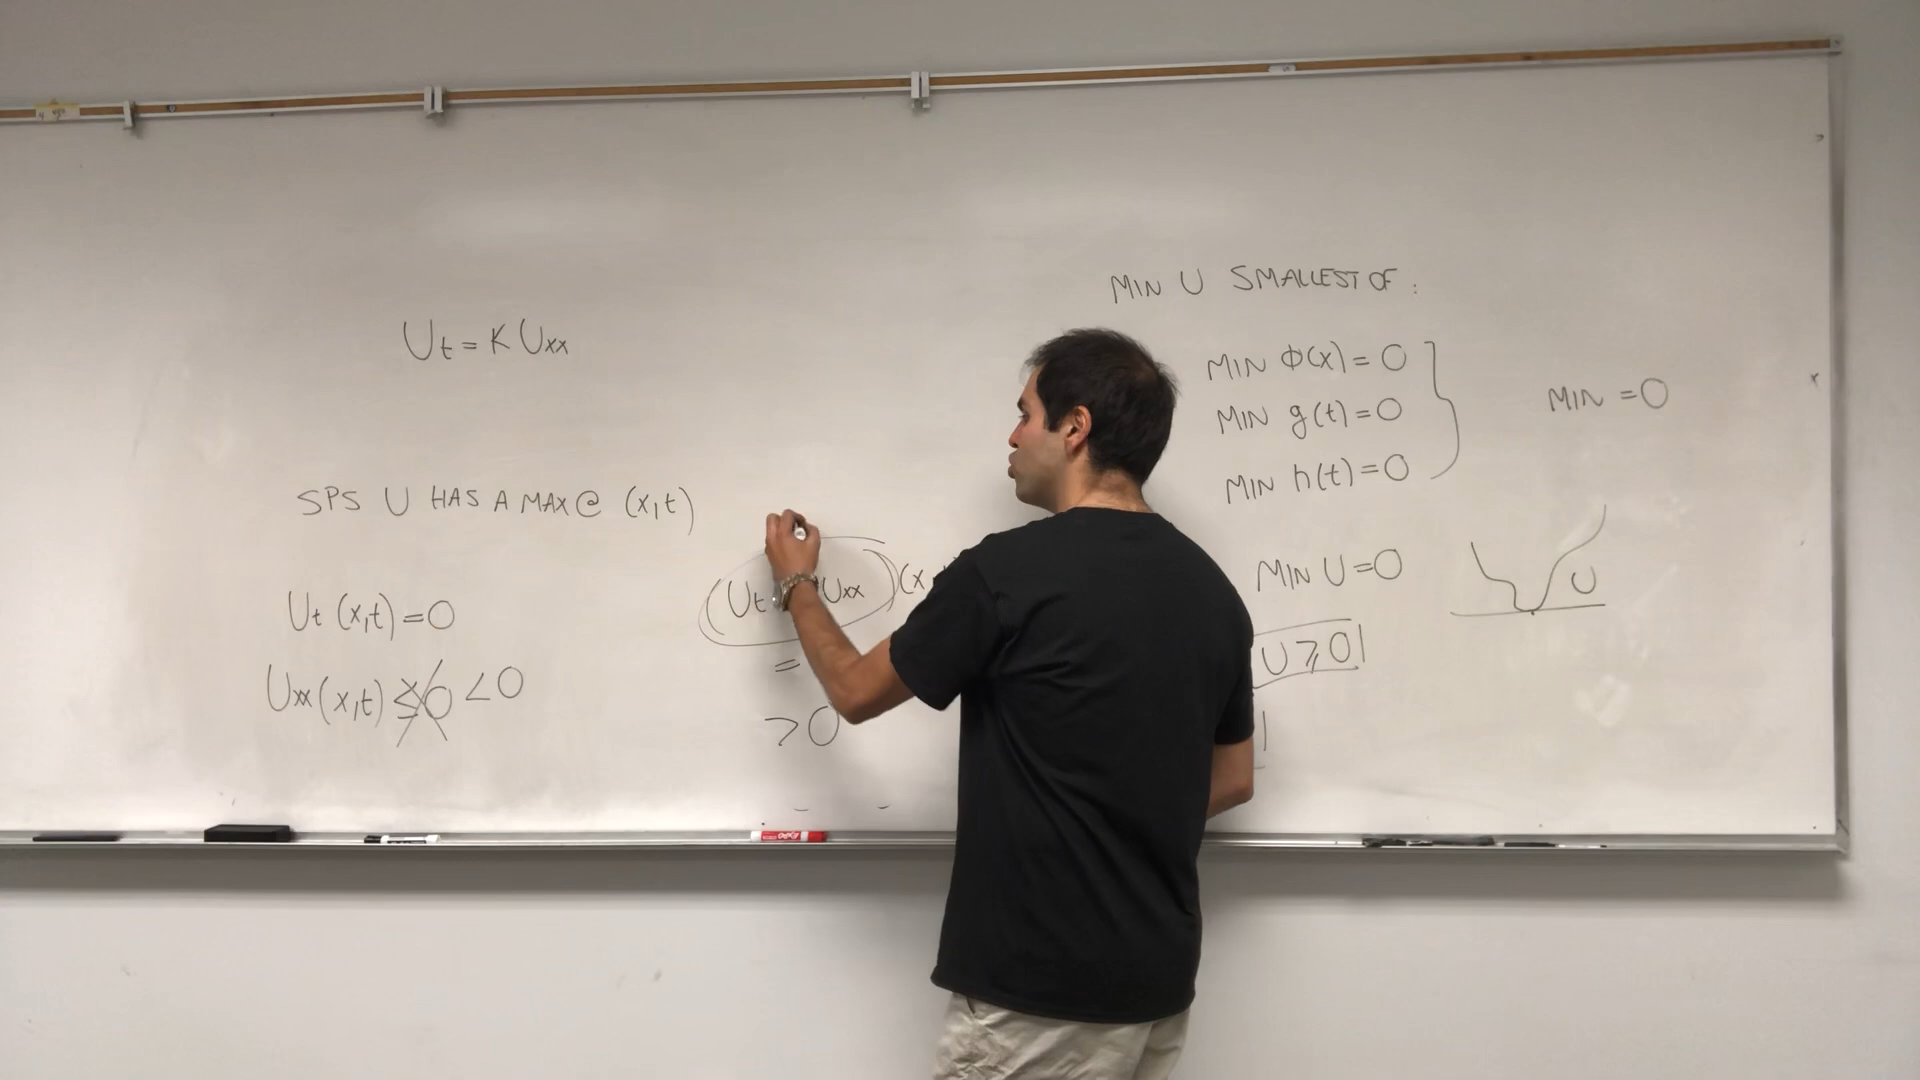 Ut = K Uxx
SPS U HAS A MAX @ (x,t)
Ut (x,t) = 0
Uxx (x,t) ≤0 <0
(Ut Uxx) (x
=
>0
MIN U SMALLEST OF :
MIN Φ(x) = 0
MIN g(t) = 0
MIN h(t) = 0
MIN = 0
MIN U = 0
U
U ⩾ 0